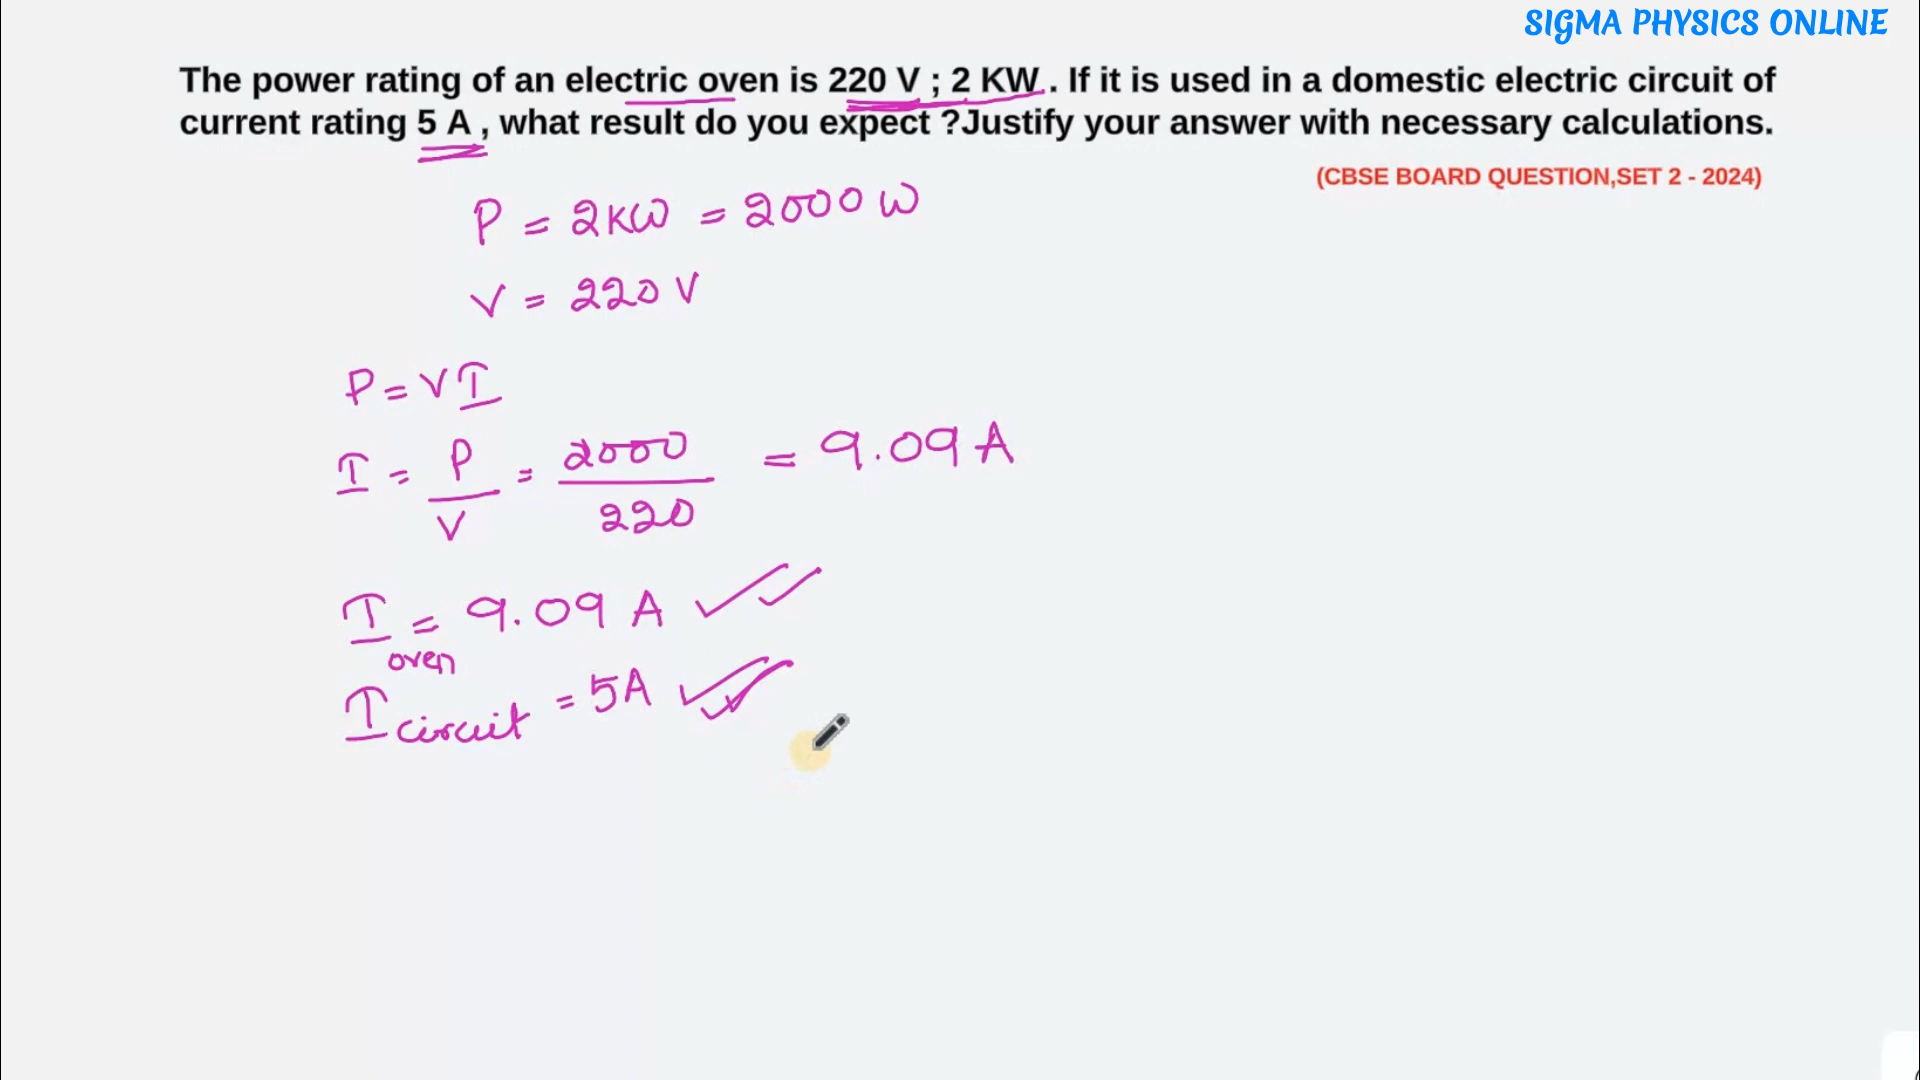 SIGMA PHYSICS ONLINE
The power rating of an electric oven is 220 V ; 2 KW . If it is used in a domestic electric circuit of
current rating 5 A , what result do you expect ?Justify your answer with necessary calculations.
(CBSE BOARD QUESTION,SET 2 - 2024)
P = 2KW = 2000 W
V = 220 V
P = VI
I = P/V = 2000/220 = 9.09 A
I oven = 9.09 A ✓✓
I circuit = 5A ✓✓